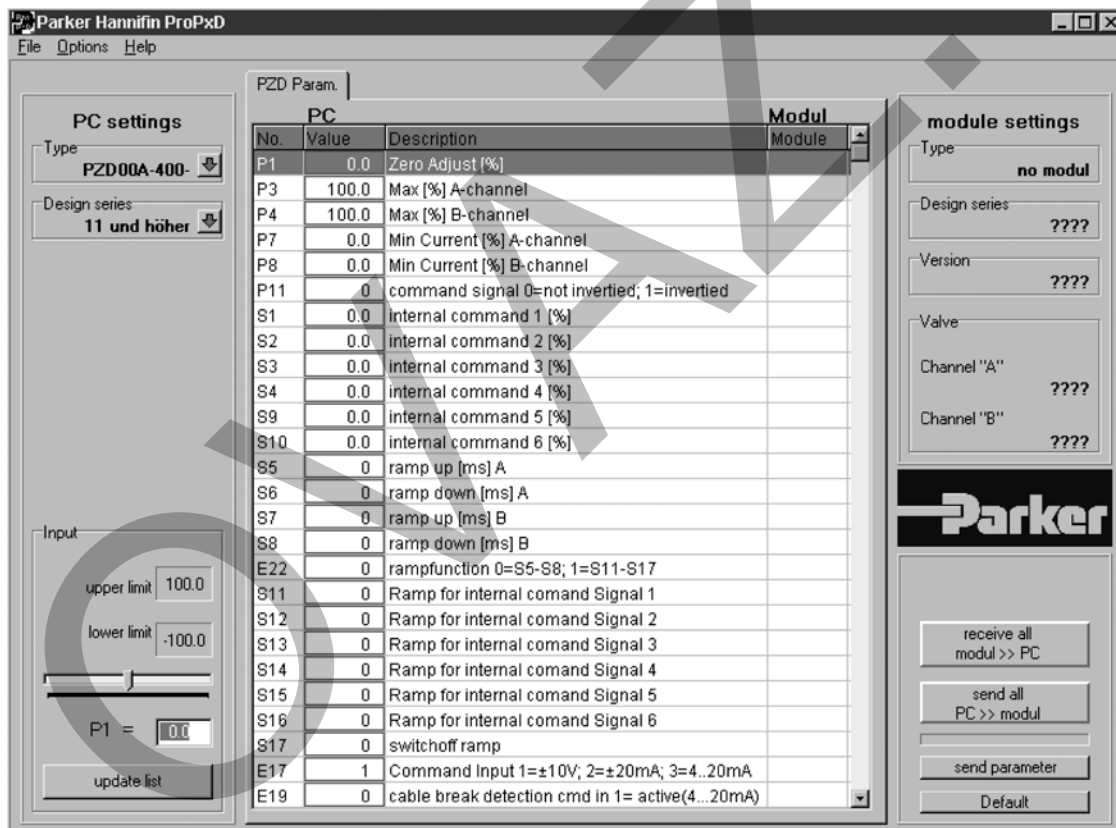 Parker Hannifin ProPxD
File Options Help
PC settings
Type
PZD00A-400-
Design series
11 und höher
Input
upper limit 100.0
lower limit -100.0
P1 = 0.0
update list
PZD Param.
PC Modul
No. Value Description Module
P1 0.0 Zero Adjust [%]
P3 100.0 Max [%] A-channel
P4 100.0 Max [%] B-channel
P7 0.0 Min Current [%] A-channel
P8 0.0 Min Current [%] B-channel
P11 0 command signal 0=not invertied; 1=invertied
S1 0.0 internal command 1 [%]
S2 0.0 internal command 2 [%]
S3 0.0 internal command 3 [%]
S4 0.0 internal command 4 [%]
S9 0.0 internal command 5 [%]
S10 0.0 internal command 6 [%]
S5 0 ramp up [ms] A
S6 0 ramp down [ms] A
S7 0 ramp up [ms] B
S8 0 ramp down [ms] B
E22 0 rampfunction 0=S5-S8; 1=S11-S17
S11 0 Ramp for internal comand Signal 1
S12 0 Ramp for internal comand Signal 2
S13 0 Ramp for internal comand Signal 3
S14 0 Ramp for internal comand Signal 4
S15 0 Ramp for internal comand Signal 5
S16 0 Ramp for internal comand Signal 6
S17 0 switchoff ramp
E17 1 Command Input 1=±10V; 2=±20mA; 3=4..20mA
E19 0 cable break detection cmd in 1= active(4...20mA)
module settings
Type
no modul
Design series
????
Version
????
Valve
Channel "A"
????
Channel "B"
????
Parker
receive all
modul >> PC
send all
PC >> modul
send parameter
Default
OVAZ.